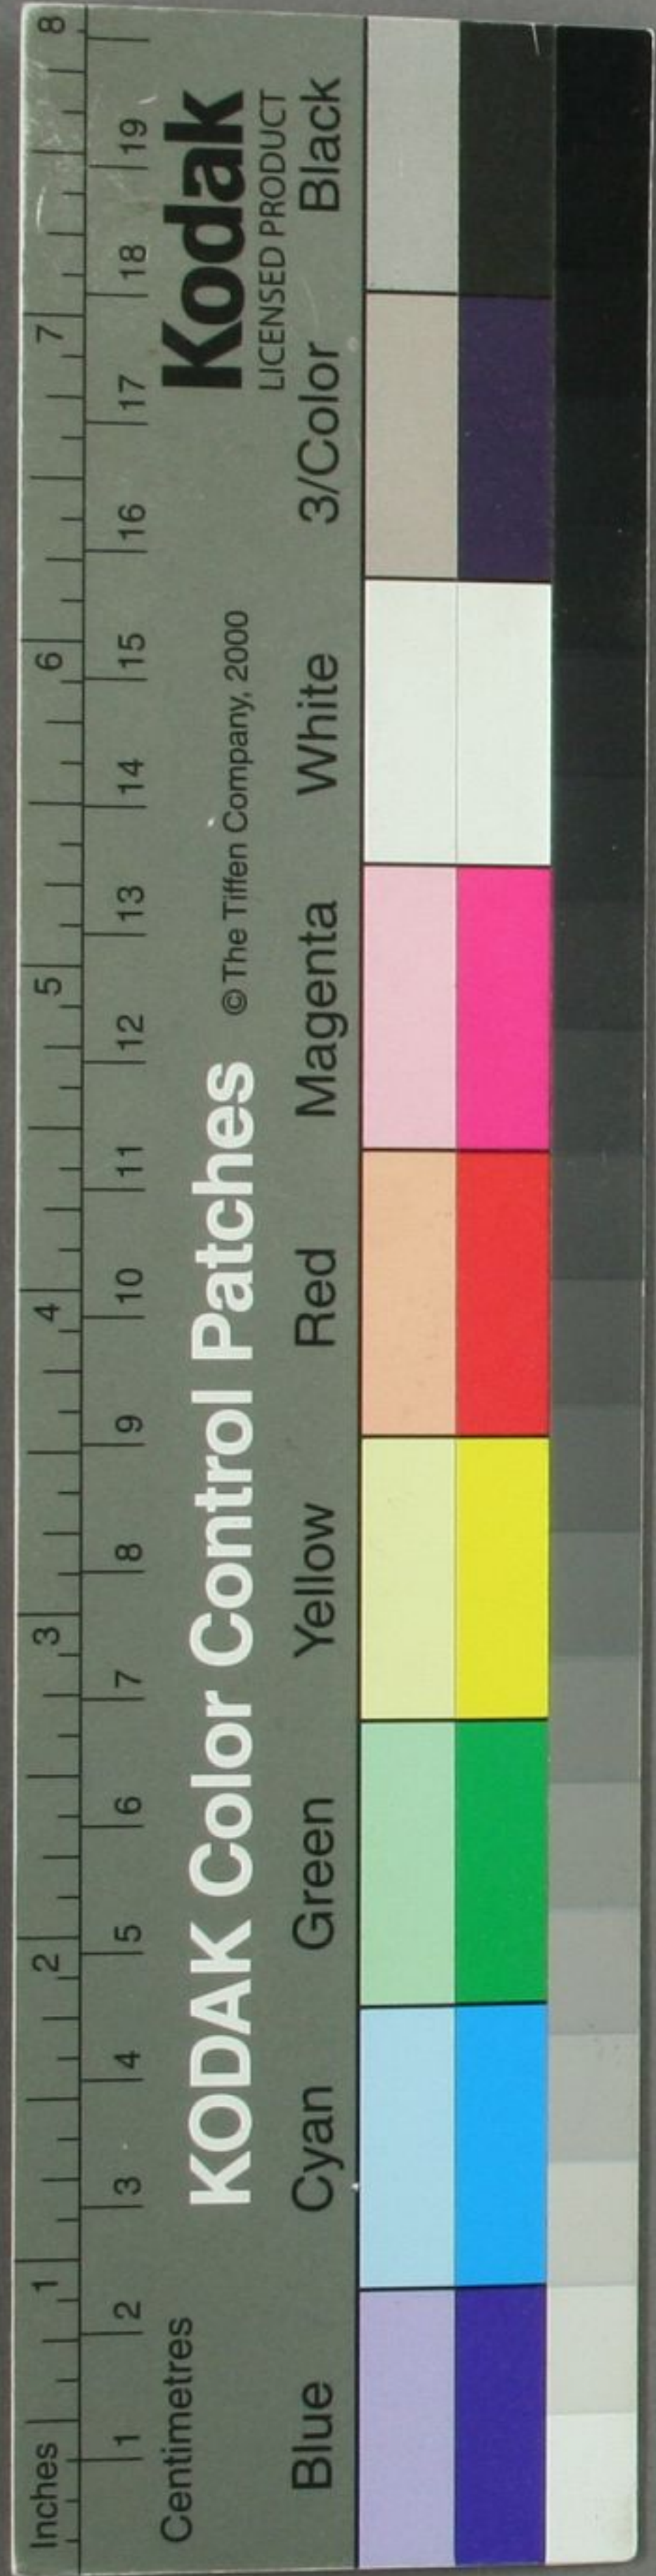 Inches 1 2 3 4 5 6 7 8
1 2 3 4 5 6 7 8 9 10 11 12 13 14 15 16 17 18 19
Centimetres
KODAK Color Control Patches © The Tiffen Company, 2000 Kodak
LICENSED PRODUCT
Blue Cyan Green Yellow Red Magenta White 3/Color Black